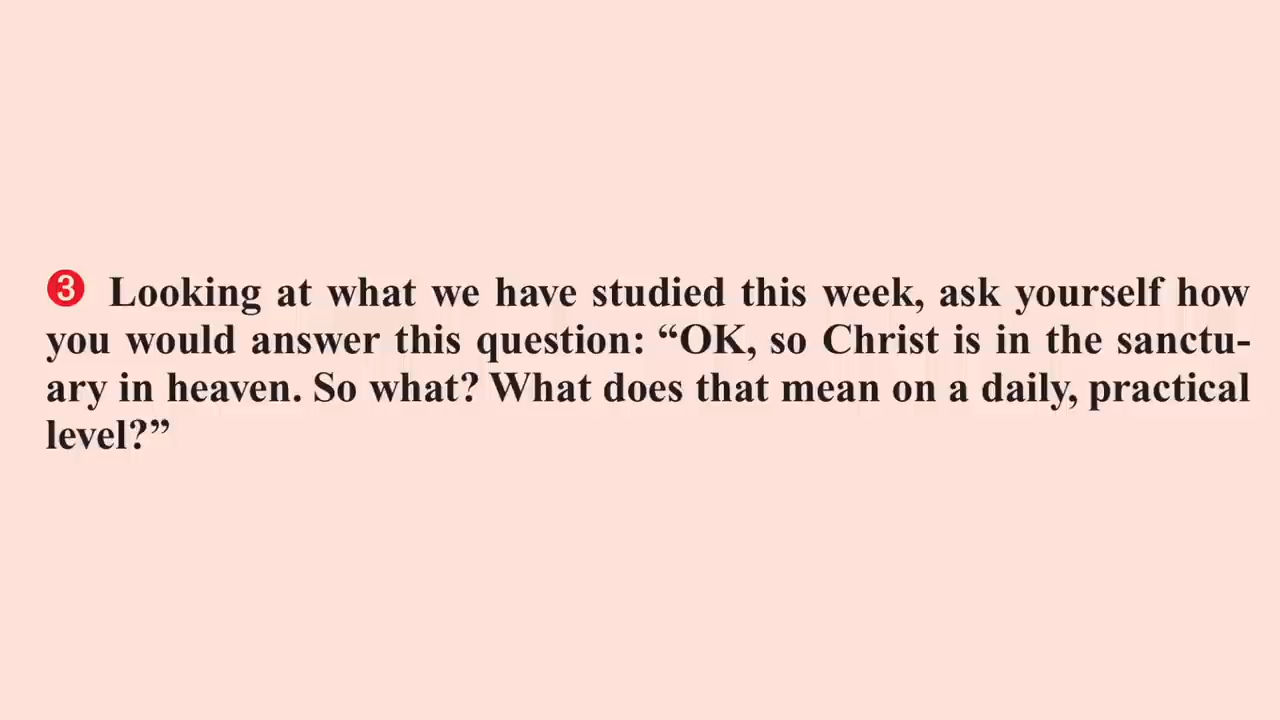 ❸ Looking at what we have studied this week, ask yourself how
you would answer this question: “OK, so Christ is in the sanctu-
ary in heaven. So what? What does that mean on a daily, practical
level?”